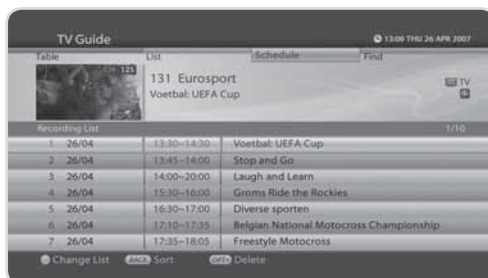 TV Guide 13:00 THU 26 APR 2007
Table List Schedule Find
CH 125
131 Eurosport
TV
Voetbal: UEFA Cup
Recording List 1/10
1 26/04 13:30~14:30 Voetbal: UEFA Cup
2 26/04 13:45~14:00 Stop and Go
3 26/04 14:00~20:00 Laugh and Learn
4 26/04 15:30~16:00 Groms Ride the Rockies
5 26/04 16:30~17:00 Diverse sporten
6 26/04 17:10~17:35 Belgian National Motocross Championship
7 26/04 17:35~18:05 Freestyle Motocross
Change List Sort OPT+ Delete